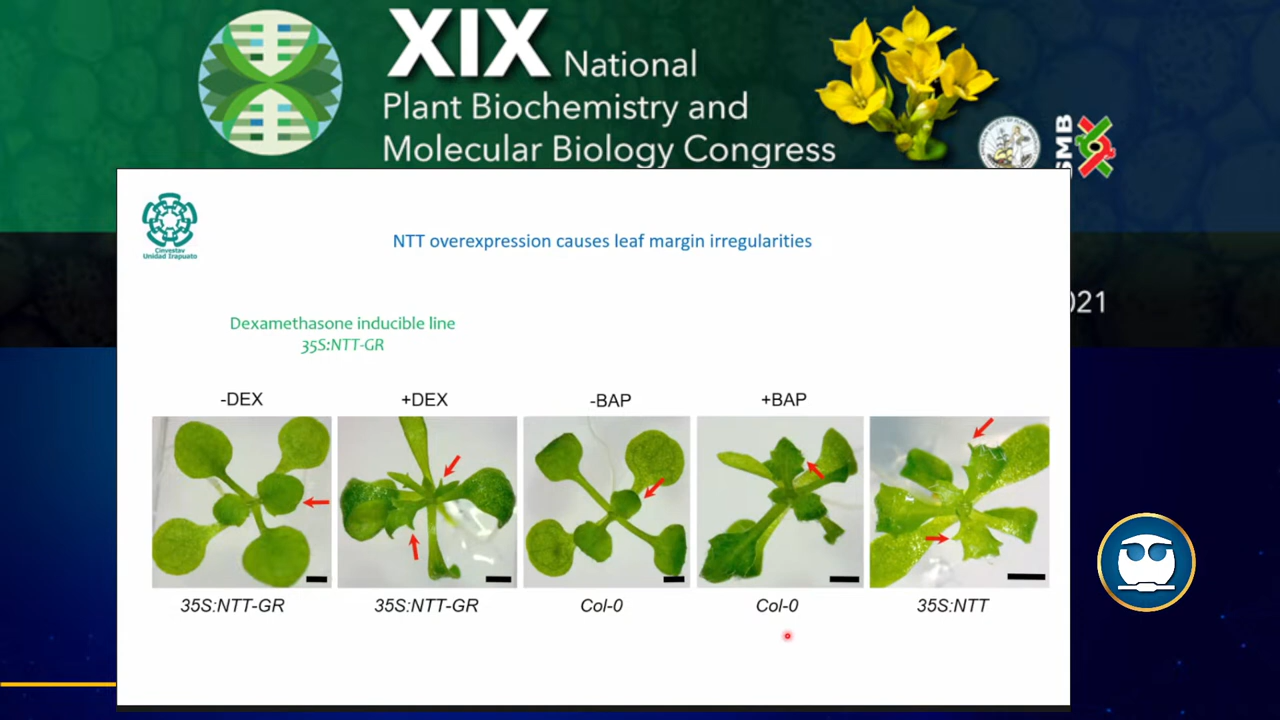 XIX National
Plant Biochemistry and
Molecular Biology Congress
SMB
021
Cinvestav
Unidad Irapuato
NTT overexpression causes leaf margin irregularities
Dexamethasone inducible line
35S:NTT-GR
-DEX
+DEX
-BAP
+BAP
35S:NTT-GR
35S:NTT-GR
Col-0
Col-0
35S:NTT